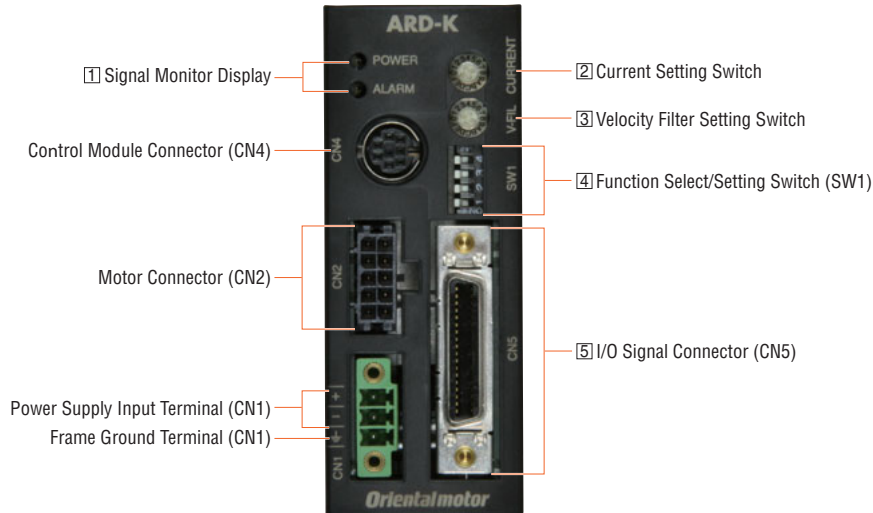 ARD-K
POWER
ALARM
CURRENT
V-FIL
CN4
SW1
CN2
CN5
+
−
CN1
Orientalmotor
1 Signal Monitor Display
Control Module Connector (CN4)
Motor Connector (CN2)
Power Supply Input Terminal (CN1)
Frame Ground Terminal (CN1)
2 Current Setting Switch
3 Velocity Filter Setting Switch
4 Function Select/Setting Switch (SW1)
5 I/O Signal Connector (CN5)